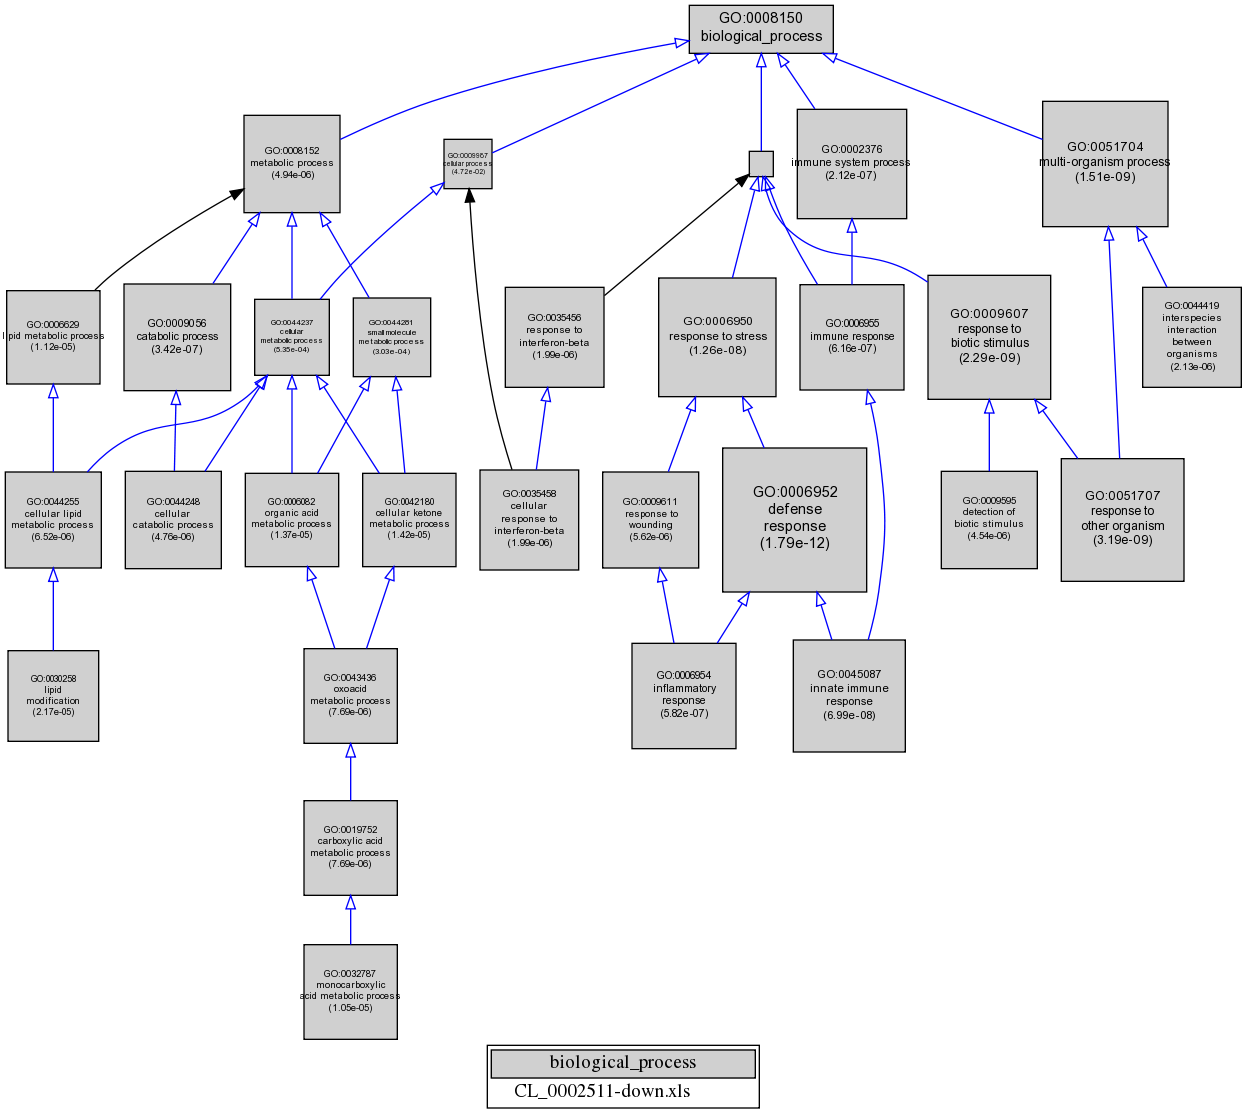 GO:0008150
biological_process
GO:0008152
metabolic process
(4.94e-06)
GO:0009987
cellular process
(4.72e-02)
GO:0002376
immune system process
(2.12e-07)
GO:0051704
multi-organism process
(1.51e-09)
GO:0006629
lipid metabolic process
(1.12e-05)
GO:0009056
catabolic process
(3.42e-07)
GO:0044237
cellular
metabolic process
(5.35e-04)
GO:0044281
small molecule
metabolic process
(3.03e-04)
GO:0035456
response to
interferon-beta
(1.99e-06)
GO:0006950
response to stress
(1.26e-08)
GO:0006955
immune response
(6.16e-07)
GO:0009607
response to
biotic stimulus
(2.29e-09)
GO:0044419
interspecies
interaction
between
organisms
(2.13e-06)
GO:0044255
cellular lipid
metabolic process
(6.52e-06)
GO:0044248
cellular
catabolic process
(4.76e-06)
GO:0006082
organic acid
metabolic process
(1.37e-05)
GO:0042180
cellular ketone
metabolic process
(1.42e-05)
GO:0035458
cellular
response to
interferon-beta
(1.99e-06)
GO:0009611
response to
wounding
(5.62e-06)
GO:0006952
defense
response
(1.79e-12)
GO:0009595
detection of
biotic stimulus
(4.54e-06)
GO:0051707
response to
other organism
(3.19e-09)
GO:0030258
lipid
modification
(2.17e-05)
GO:0043436
oxoacid
metabolic process
(7.69e-06)
GO:0006954
inflammatory
response
(5.82e-07)
GO:0045087
innate immune
response
(6.99e-08)
GO:0019752
carboxylic acid
metabolic process
(7.69e-06)
GO:0032787
monocarboxylic
acid metabolic process
(1.05e-05)
biological_process
CL_0002511-down.xls